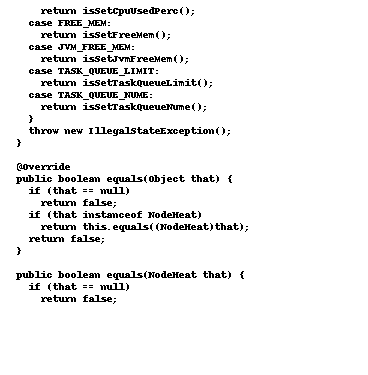 return isSetCpuUsedPerc();
case FREE_MEM:
return isSetFreeMem();
case JVM_FREE_MEM:
return isSetJvmFreeMem();
case TASK_QUEUE_LIMIT:
return isSetTaskQueueLimit();
case TASK_QUEUE_NUME:
return isSetTaskQueueNume();
}
throw new IllegalStateException();
}
@Override
public boolean equals(Object that) {
if (that == null)
return false;
if (that instanceof NodeHeat)
return this.equals((NodeHeat)that);
return false;
}
public boolean equals(NodeHeat that) {
if (that == null)
return false;